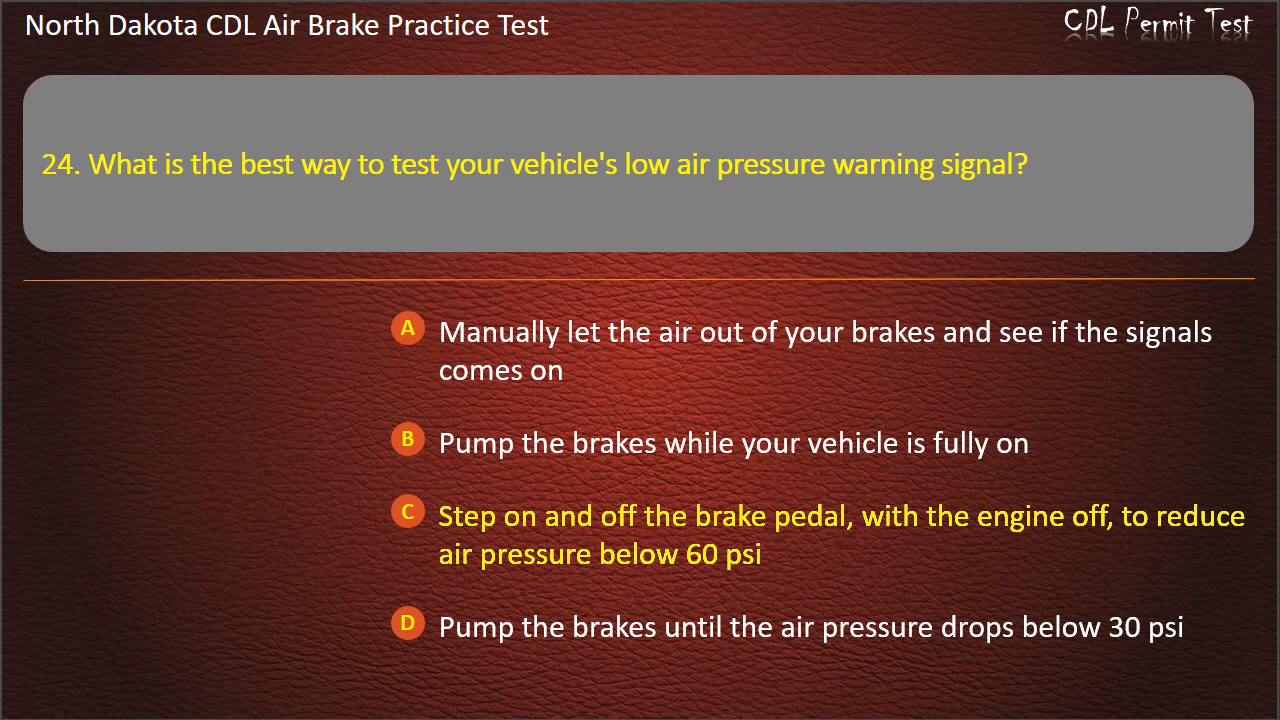 North Dakota CDL Air Brake Practice Test
CDL Permit Test
24. What is the best way to test your vehicle's low air pressure warning signal?
A Manually let the air out of your brakes and see if the signals
comes on
B Pump the brakes while your vehicle is fully on
C Step on and off the brake pedal, with the engine off, to reduce
air pressure below 60 psi
D Pump the brakes until the air pressure drops below 30 psi